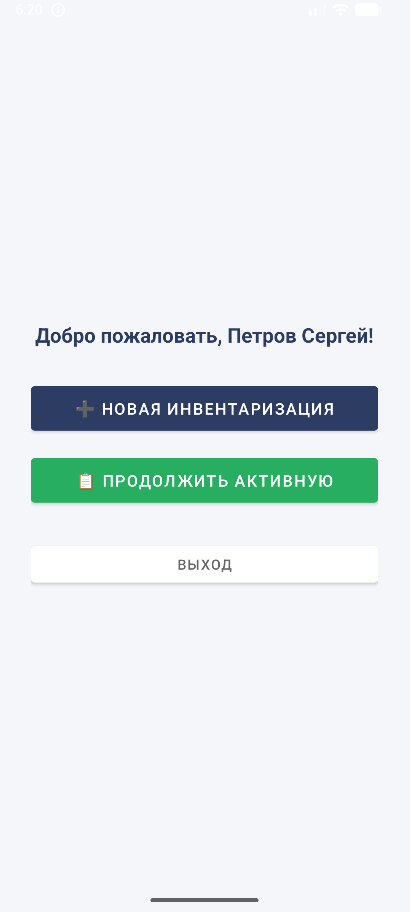 6:20
Добро пожаловать, Петров Сергей!
➕ НОВАЯ ИНВЕНТАРИЗАЦИЯ
📋 ПРОДОЛЖИТЬ АКТИВНУЮ
ВЫХОД